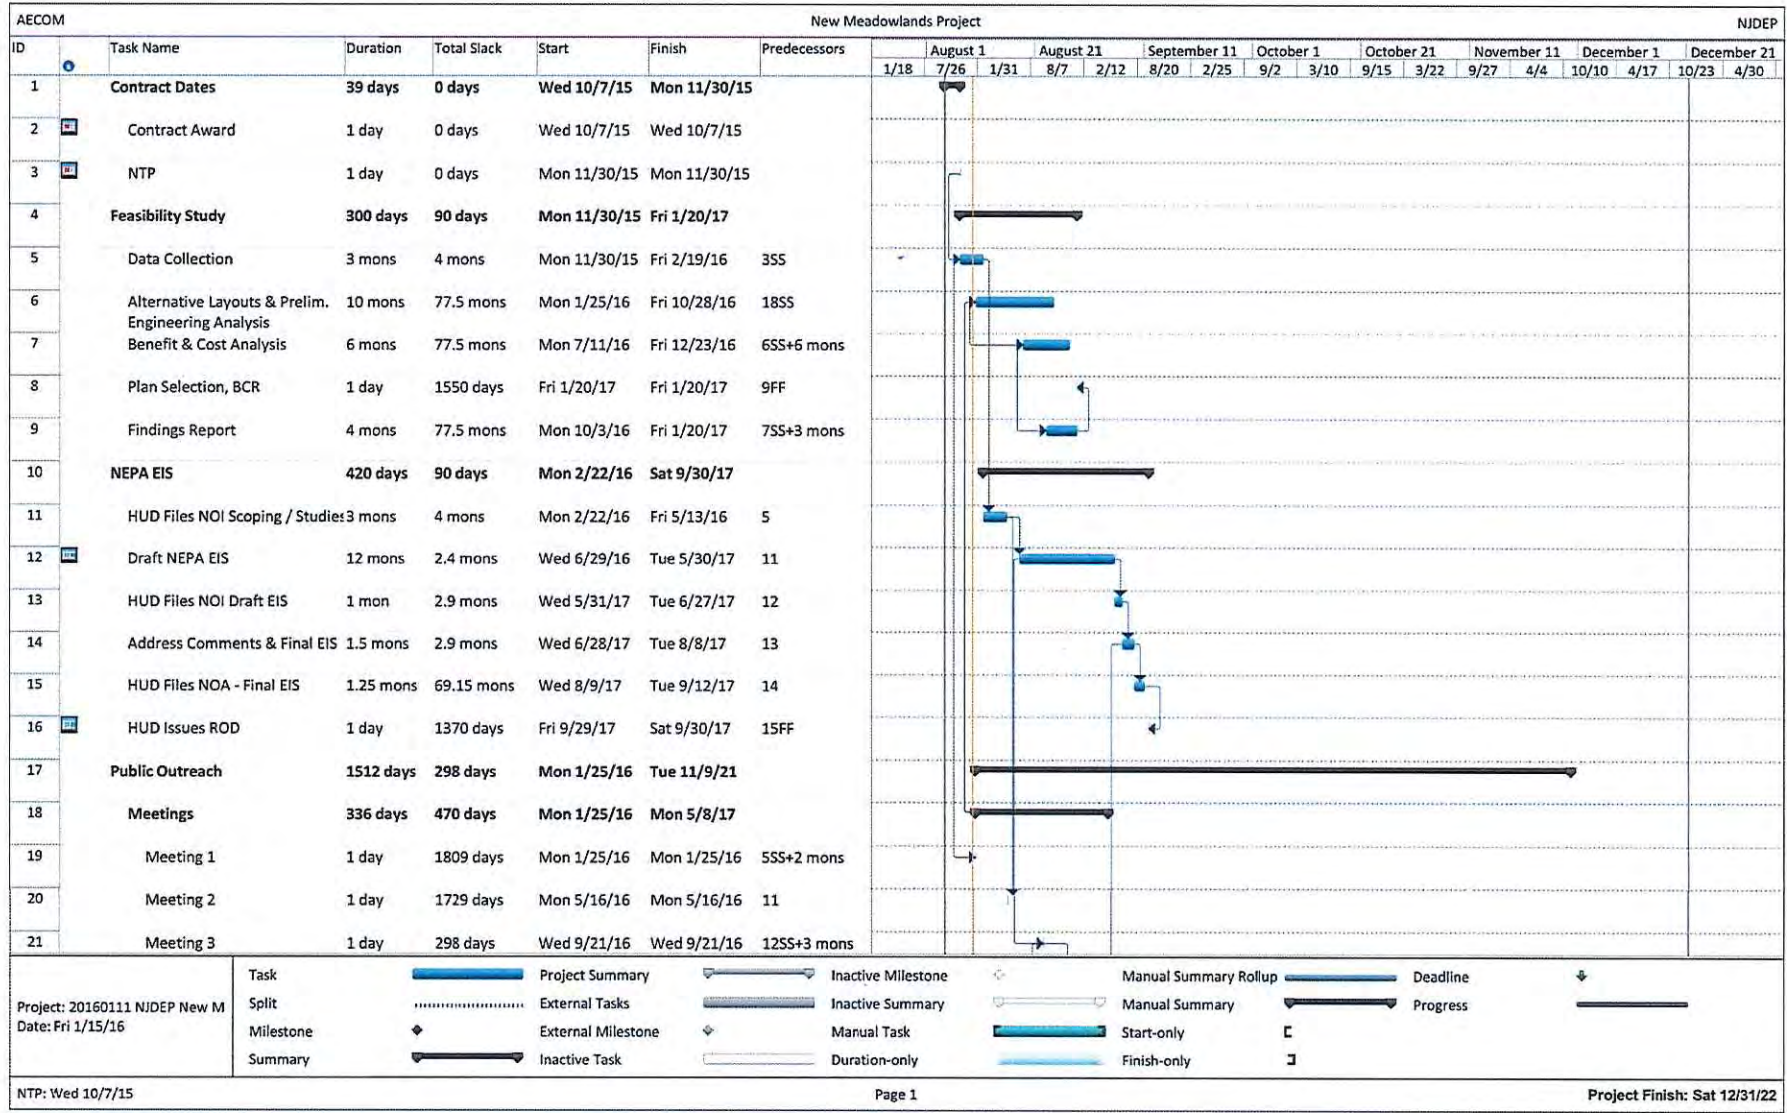 AECOM New Meadowlands Project NJDEP
ID Task Name Duration Total Slack Start Finish Predecessors
August 1 August 21 September 11 October 1 October 21 November 11 December 1 December 21
1/18 7/26 1/31 8/7 2/12 8/20 2/25 9/2 3/10 9/15 3/22 9/27 4/4 10/10 4/17 10/23 4/30
1 Contract Dates 39 days 0 days Wed 10/7/15 Mon 11/30/15
2 Contract Award 1 day 0 days Wed 10/7/15 Wed 10/7/15
3 NTP 1 day 0 days Mon 11/30/15 Mon 11/30/15
4 Feasibility Study 300 days 90 days Mon 11/30/15 Fri 1/20/17
5 Data Collection 3 mons 4 mons Mon 11/30/15 Fri 2/19/16 3SS
6 Alternative Layouts & Prelim. 10 mons 77.5 mons Mon 1/25/16 Fri 10/28/16 18SS
Engineering Analysis
7 Benefit & Cost Analysis 6 mons 77.5 mons Mon 7/11/16 Fri 12/23/16 6SS+6 mons
8 Plan Selection, BCR 1 day 1550 days Fri 1/20/17 Fri 1/20/17 9FF
9 Findings Report 4 mons 77.5 mons Mon 10/3/16 Fri 1/20/17 7SS+3 mons
10 NEPA EIS 420 days 90 days Mon 2/22/16 Sat 9/30/17
11 HUD Files NOI Scoping / Studies 3 mons 4 mons Mon 2/22/16 Fri 5/13/16 5
12 Draft NEPA EIS 12 mons 2.4 mons Wed 6/29/16 Tue 5/30/17 11
13 HUD Files NOI Draft EIS 1 mon 2.9 mons Wed 5/31/17 Tue 6/27/17 12
14 Address Comments & Final EIS 1.5 mons 2.9 mons Wed 6/28/17 Tue 8/8/17 13
15 HUD Files NOA - Final EIS 1.25 mons 69.15 mons Wed 8/9/17 Tue 9/12/17 14
16 HUD Issues ROD 1 day 1370 days Fri 9/29/17 Sat 9/30/17 15FF
17 Public Outreach 1512 days 298 days Mon 1/25/16 Tue 11/9/21
18 Meetings 336 days 470 days Mon 1/25/16 Mon 5/8/17
19 Meeting 1 1 day 1809 days Mon 1/25/16 Mon 1/25/16 5SS+2 mons
20 Meeting 2 1 day 1729 days Mon 5/16/16 Mon 5/16/16 11
21 Meeting 3 1 day 298 days Wed 9/21/16 Wed 9/21/16 12SS+3 mons
Project: 20160111 NJDEP New M
Date: Fri 1/15/16
Task Project Summary Inactive Milestone Manual Summary Rollup Deadline
Split External Tasks Inactive Summary Manual Summary Progress
Milestone External Milestone Manual Task Start-only
Summary Inactive Task Duration-only Finish-only
NTP: Wed 10/7/15 Page 1 Project Finish: Sat 12/31/22